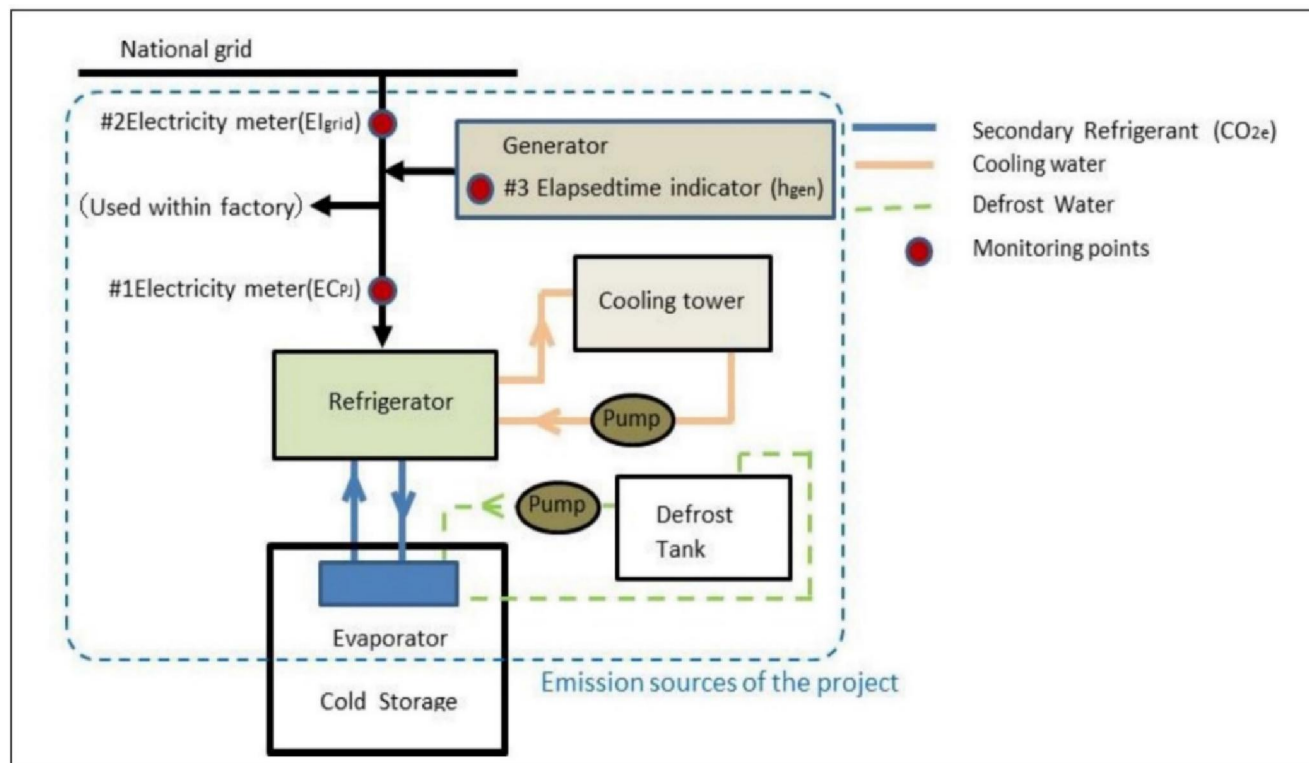 National grid
#2Electricity meter(EIgrid)
Generator
#3 Elapsedtime indicator (hgen)
(Used within factory)
#1Electricity meter(ECPJ)
Cooling tower
Refrigerator
Pump
Pump
Defrost
Tank
Evaporator
Cold Storage
Emission sources of the project
Secondary Refrigerant (CO2e)
Cooling water
Defrost Water
Monitoring points